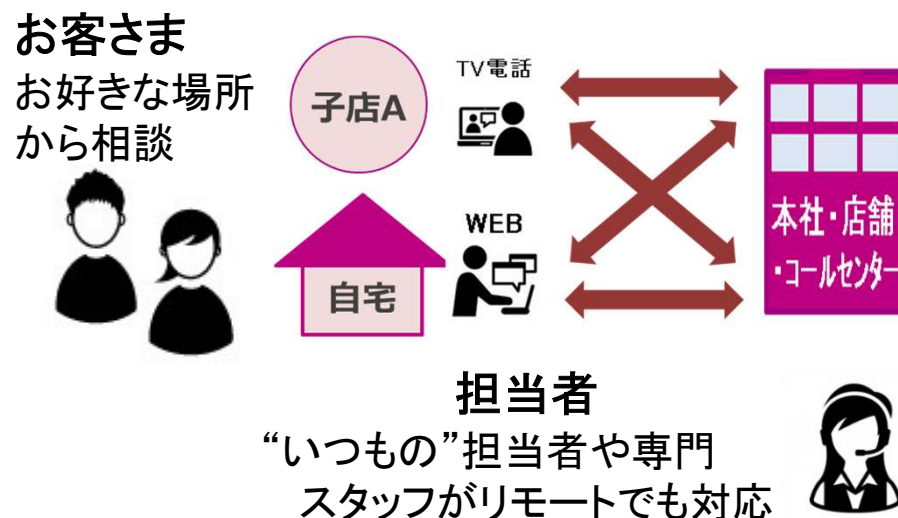 お客さま
お好きな場所
から相談
子店A
TV電話
自宅
WEB
本社・店舗
・コールセンター
担当者
“いつもの”担当者や専門
スタッフがリモートでも対応